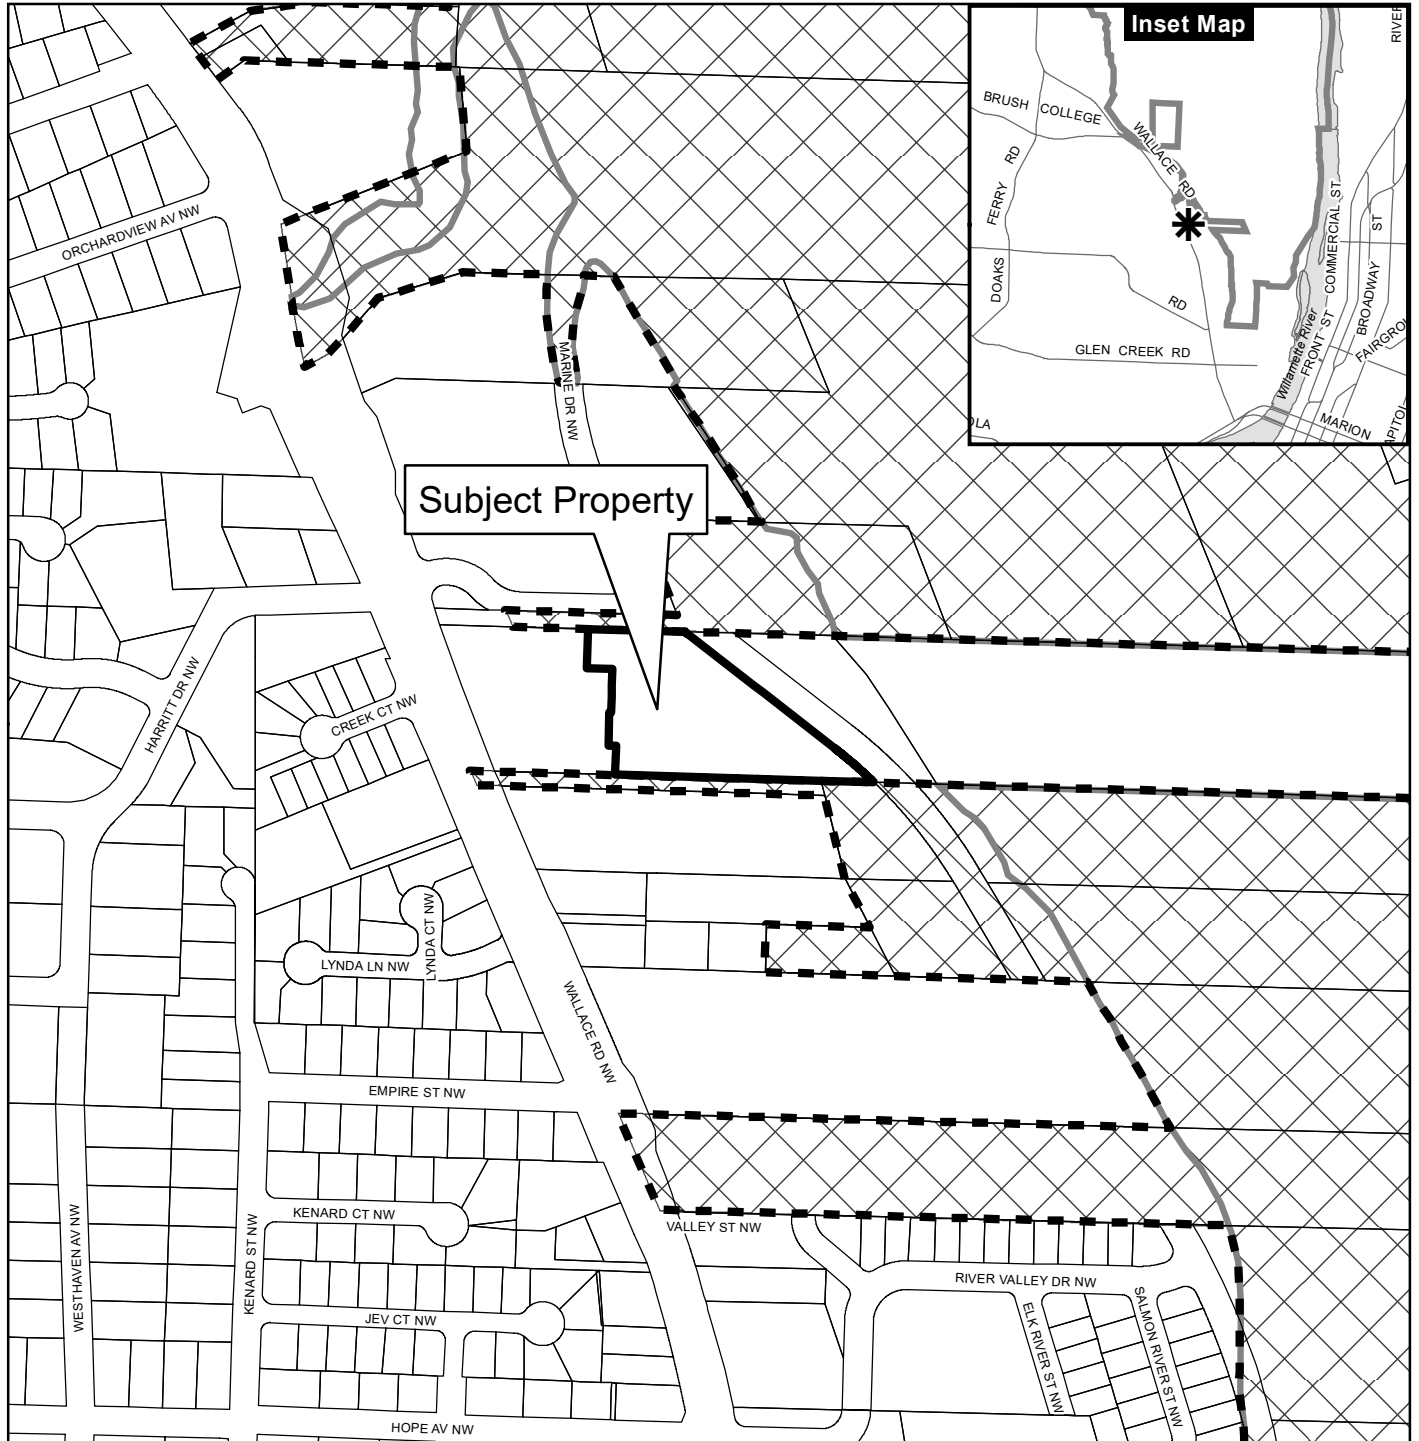 Inset Map
RIVER
BRUSH COLLEGE
WALLACE RD
FERRY RD
DOAKS
RD
GLEN CREEK RD
COMMERCIAL ST
ST
BROADWAY
FRONT ST
Willamette River
FAIRGRO
MARION
APITOL
OLA
ORCHARDVIEW AV NW
MARINE DR NW
Subject Property
HARRITT DR NW
CREEK CT NW
LYNDA CT NW
LYNDA LN NW
WALLACE RD NW
EMPIRE ST NW
KENARD CT NW
VALLEY ST NW
WESTHAVEN AV NW
KENARD ST NW
RIVER VALLEY DR NW
JEV CT NW
ELK RIVER ST NW
SALMON RIVER ST NW
HOPE AV NW